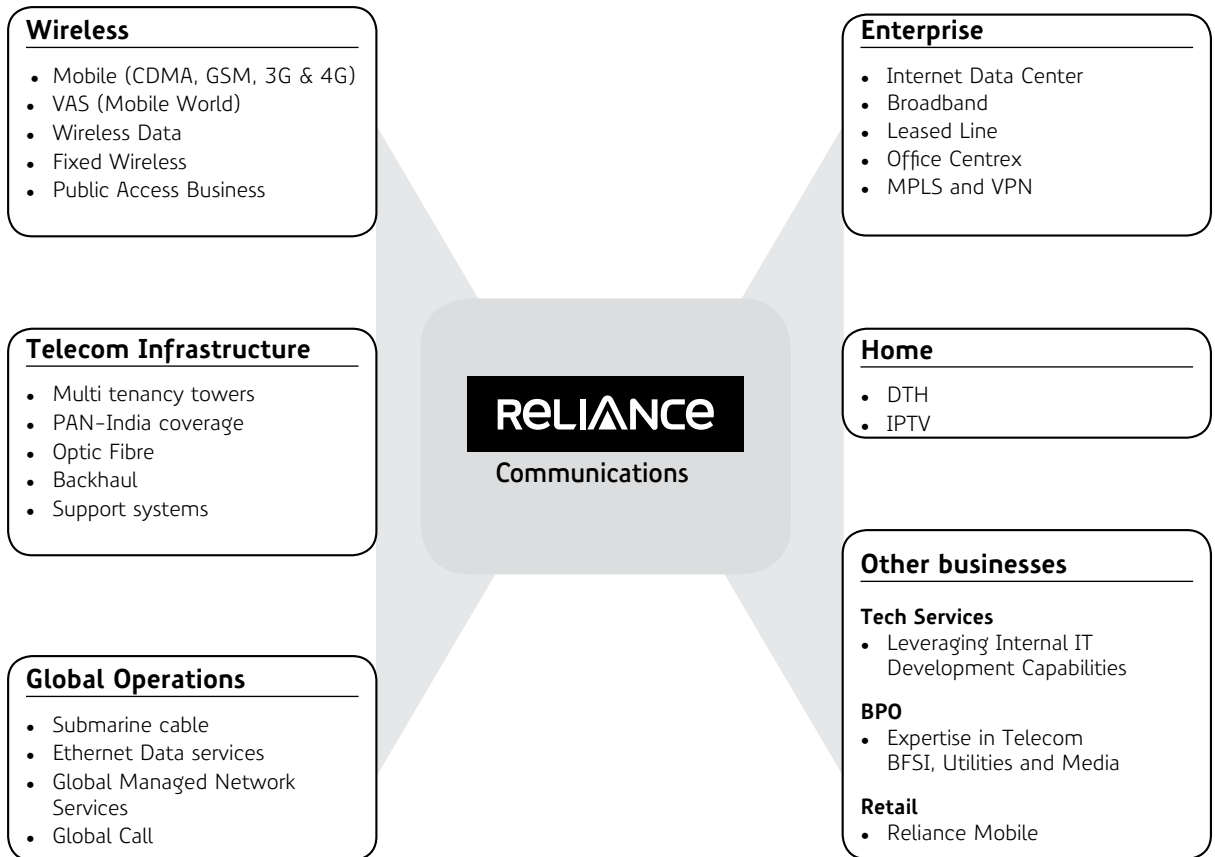 Wireless
• Mobile (CDMA, GSM, 3G & 4G)
• VAS (Mobile World)
• Wireless Data
• Fixed Wireless
• Public Access Business
Telecom Infrastructure
• Multi tenancy towers
• PAN-India coverage
• Optic Fibre
• Backhaul
• Support systems
Global Operations
• Submarine cable
• Ethernet Data services
• Global Managed Network
Services
• Global Call
RELIANCE
Communications
Enterprise
• Internet Data Center
• Broadband
• Leased Line
• Office Centrex
• MPLS and VPN
Home
• DTH
• IPTV
Other businesses
Tech Services
• Leveraging Internal IT
Development Capabilities
BPO
• Expertise in Telecom
BFSI, Utilities and Media
Retail
• Reliance Mobile